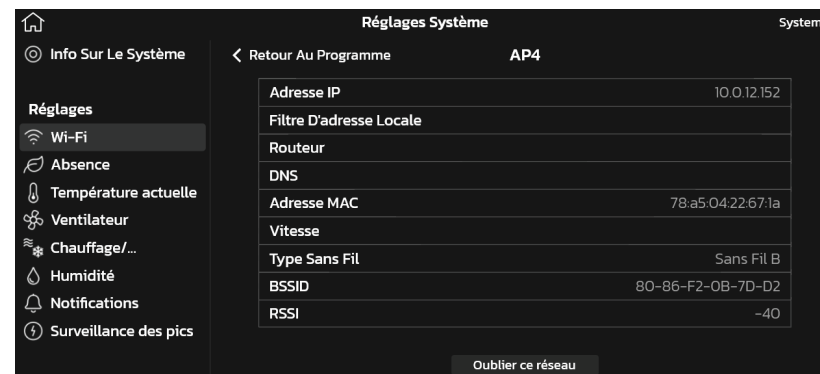 Réglages Système
System
Info Sur Le Système
Retour Au Programme
AP4
Réglages
Wi-Fi
Absence
Température actuelle
Ventilateur
Chauffage/...
Humidité
Notifications
Surveillance des pics
Adresse IP 10.0.12.152
Filtre D'adresse Locale
Routeur
DNS
Adresse MAC 78:a5:04:22:67:1a
Vitesse
Type Sans Fil Sans Fil B
BSSID 80-86-F2-0B-7D-D2
RSSI -40
Oublier ce réseau